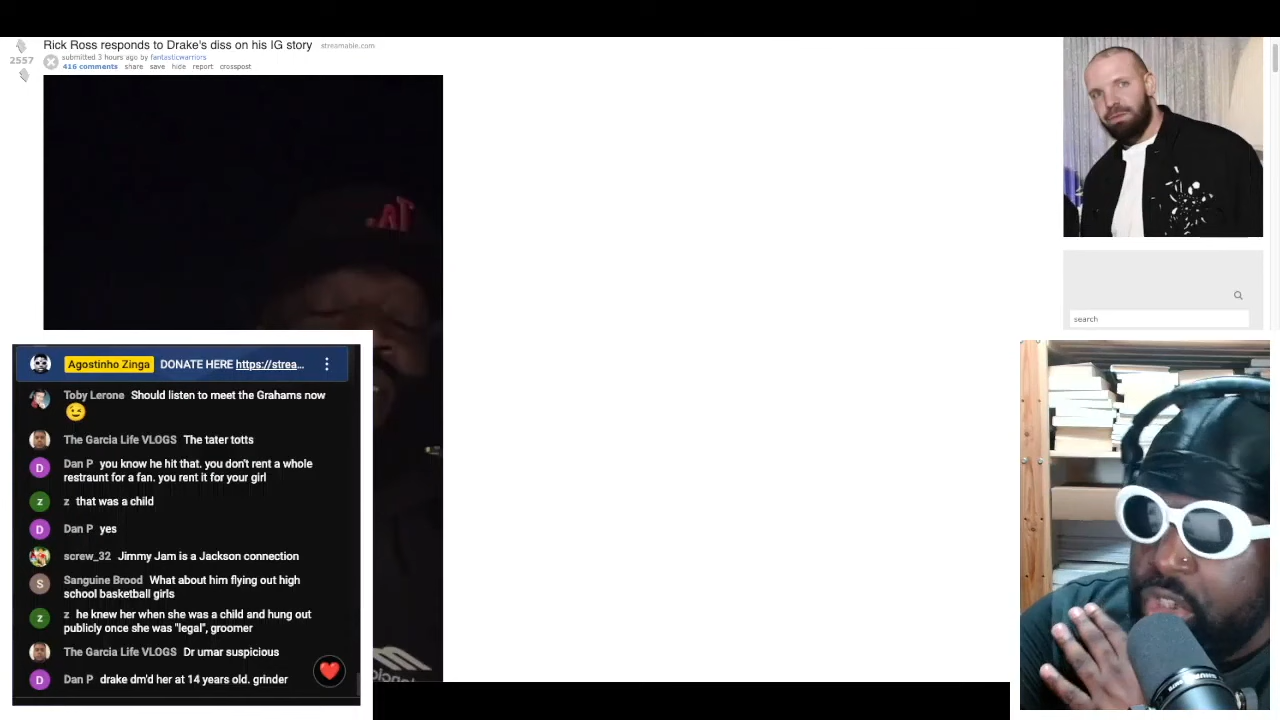 Rick Ross responds to Drake's diss on his IG story streamable.com
submitted 3 hours ago by fantasticwarriors
2557
416 comments share save hide report crosspost
search
Agostinho Zinga DONATE HERE https://strea...
Toby Lerone Should listen to meet the Grahams now
😉
The Garcia Life VLOGS The tater totts
D Dan P you know he hit that. you don't rent a whole
restraunt for a fan. you rent it for your girl
z z that was a child
D Dan P yes
screw_32 Jimmy Jam is a Jackson connection
S Sanguine Brood What about him flying out high
school basketball girls
z z he knew her when she was a child and hung out
publicly once she was "legal", groomer
The Garcia Life VLOGS Dr umar suspicious
D Dan P drake dm'd her at 14 years old. grinder